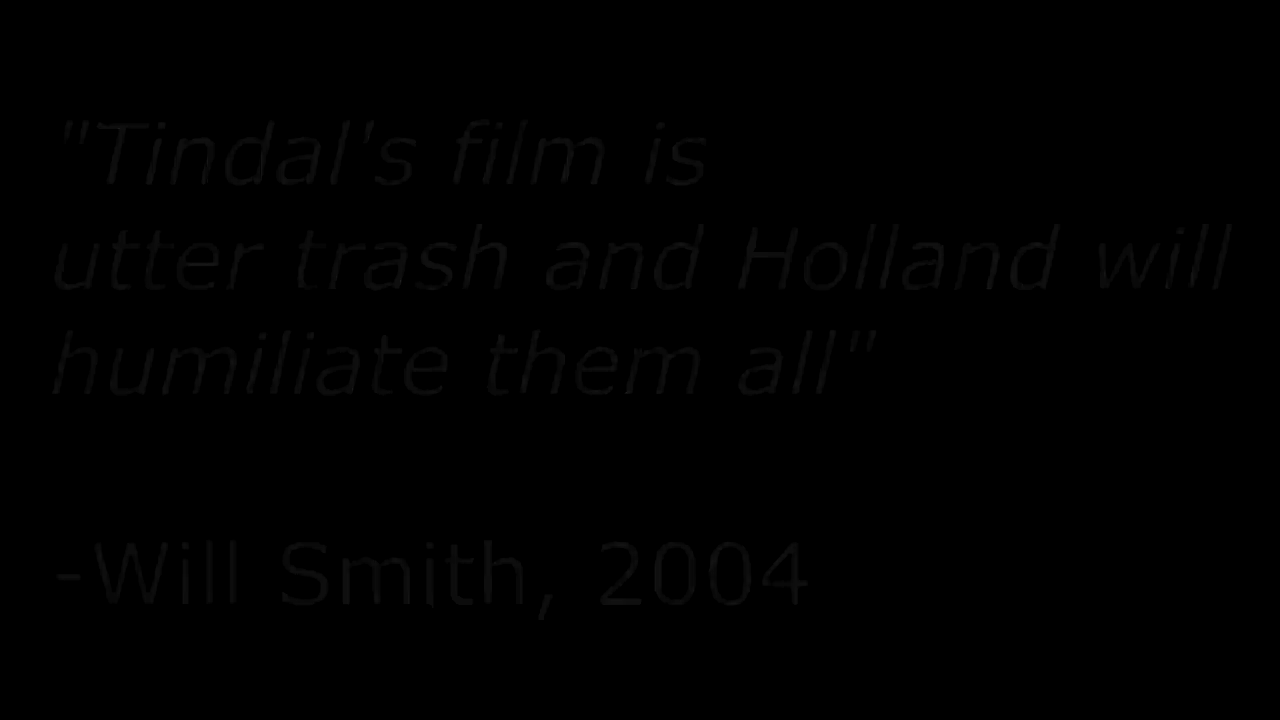 "Tindal's film is
utter trash and Holland will
humiliate them all"
-Will Smith, 2004